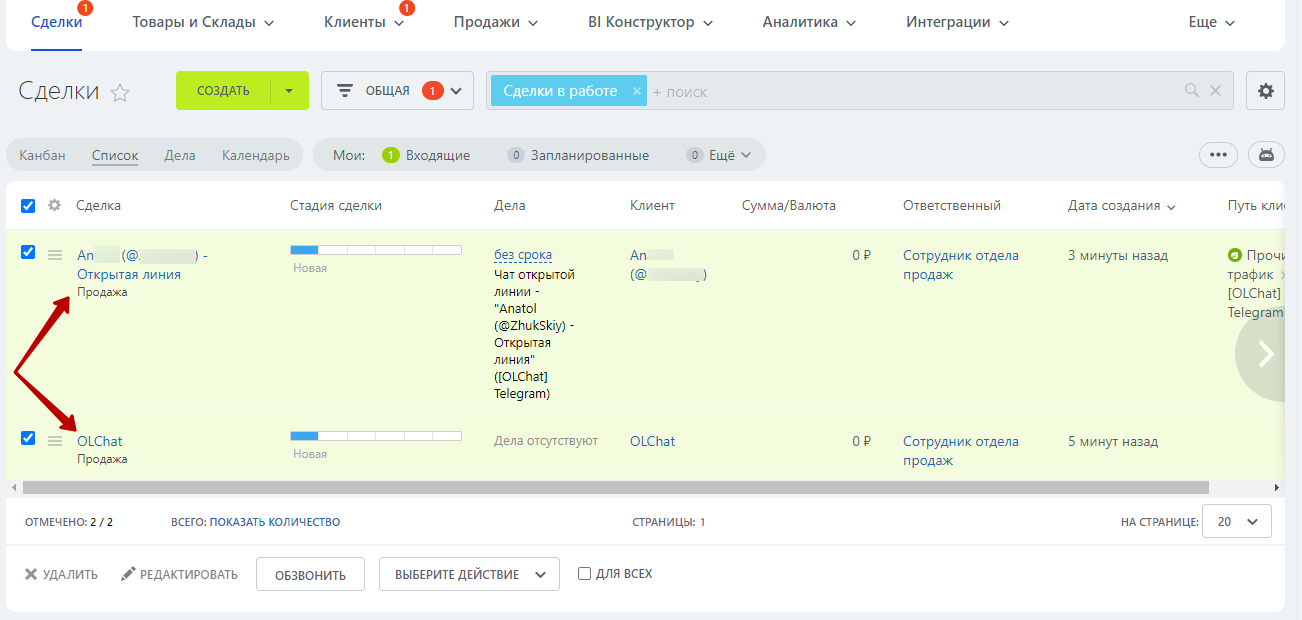 1 1
Сделки Товары и Склады Клиенты Продажи BI Конструктор Аналитика Интеграции Еще
Сделки СОЗДАТЬ ОБЩАЯ 1 Сделки в работе × + поиск
Канбан Список Дела Календарь Мои: 1 Входящие 0 Запланированные 0 Ещё
Сделка Стадия сделки Дела Клиент Сумма/Валюта Ответственный Дата создания Путь кли
An (@ ) -
Открытая линия
Продажа
Новая
без срока
Чат открытой
линии -
"Anatol
(@ZhukSkiy) -
Открытая
линия"
([OLChat]
Telegram)
An
(@ )
0 ₽
Сотрудник отдела
продаж
3 минуты назад
Прочи
трафик
[OLChat]
Telegram
OLChat
Продажа
Новая
Дела отсутствуют
OLChat
0 ₽
Сотрудник отдела
продаж
5 минут назад
ОТМЕЧЕНО: 2 / 2 ВСЕГО: ПОКАЗАТЬ КОЛИЧЕСТВО СТРАНИЦЫ: 1 НА СТРАНИЦЕ: 20
УДАЛИТЬ РЕДАКТИРОВАТЬ ОБЗВОНИТЬ ВЫБЕРИТЕ ДЕЙСТВИЕ ДЛЯ ВСЕХ